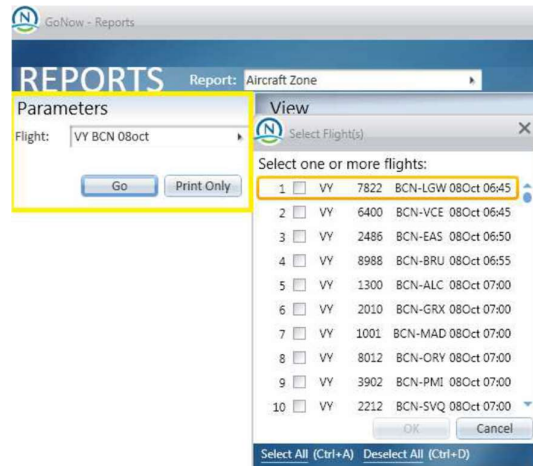 GoNow - Reports
REPORTS Report: Aircraft Zone
Parameters
Flight: VY BCN 08oct
Go Print Only
View
Select Flight(s)
Select one or more flights:
1 VY 7822 BCN-LGW 08Oct 06:45
2 VY 6400 BCN-VCE 08Oct 06:45
3 VY 2486 BCN-EAS 08Oct 06:50
4 VY 8988 BCN-BRU 08Oct 06:55
5 VY 1300 BCN-ALC 08Oct 07:00
6 VY 2010 BCN-GRX 08Oct 07:00
7 VY 1001 BCN-MAD 08Oct 07:00
8 VY 8012 BCN-ORY 08Oct 07:00
9 VY 3902 BCN-PMI 08Oct 07:00
10 VY 2212 BCN-SVQ 08Oct 07:00
OK Cancel
Select All (Ctrl+A) Deselect All (Ctrl+D)